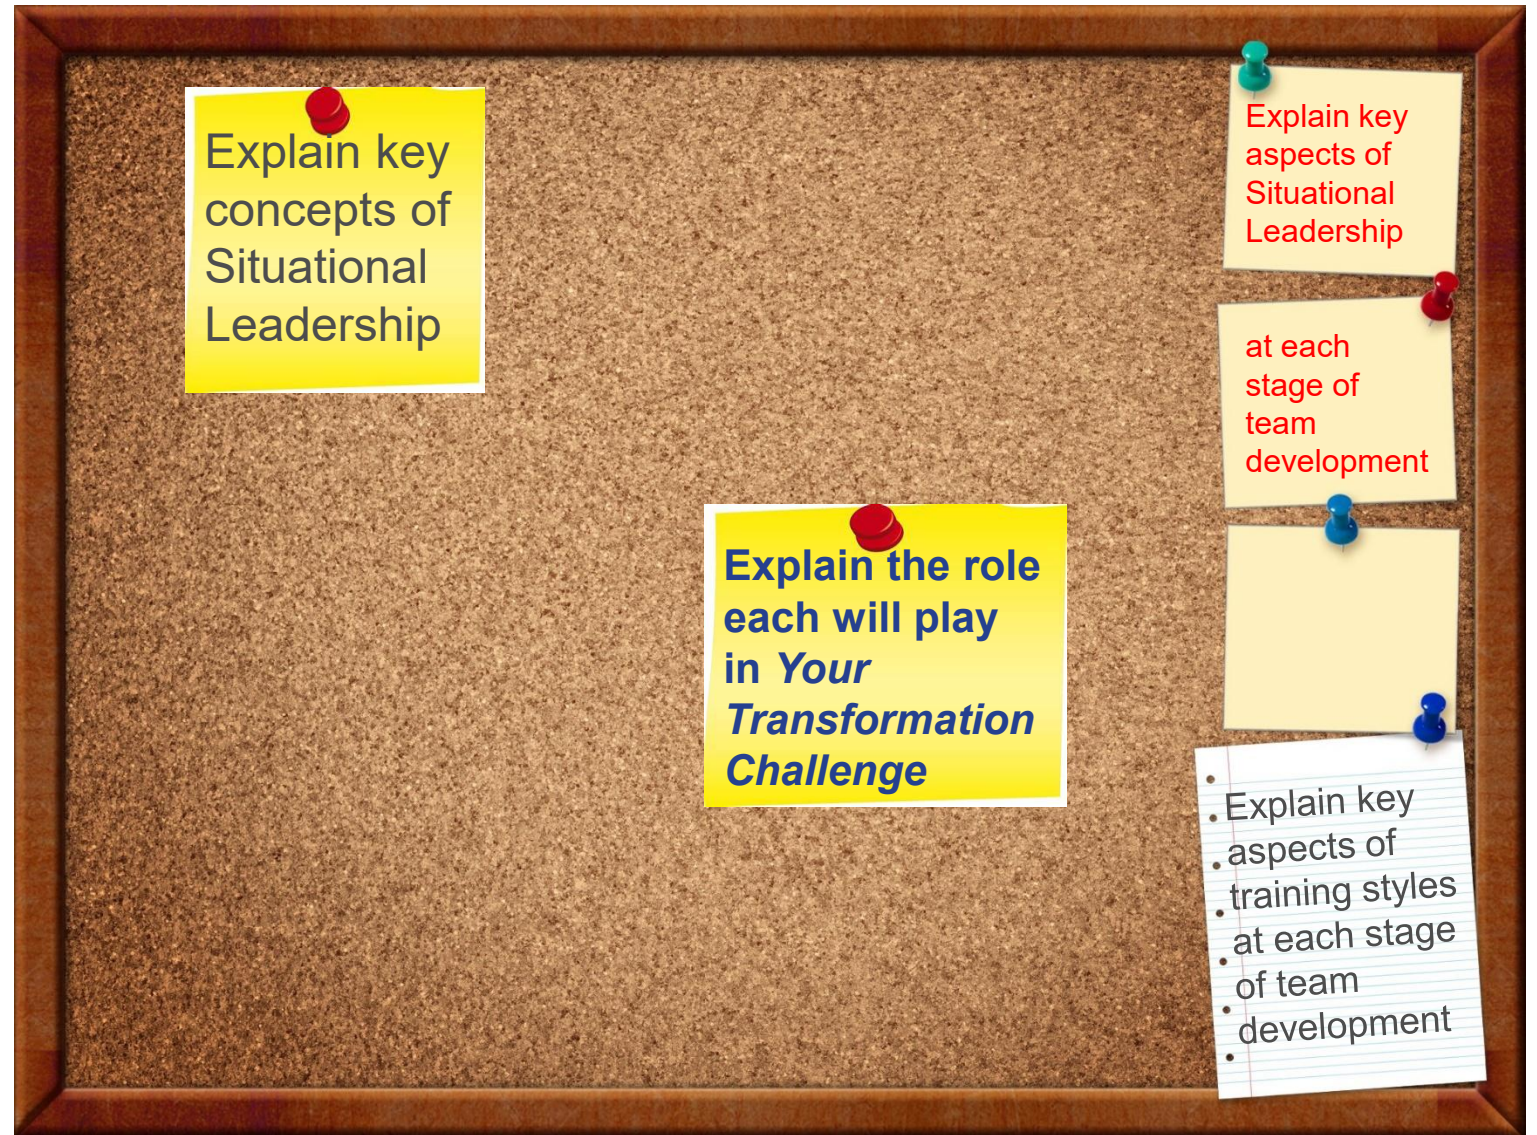 Explain key
concepts of
Situational
Leadership
Explain the role
each will play
in Your
Transformation
Challenge
Explain key
aspects of
Situational
Leadership
at each
stage of
team
development
Explain key
aspects of
training styles
at each stage
of team
development